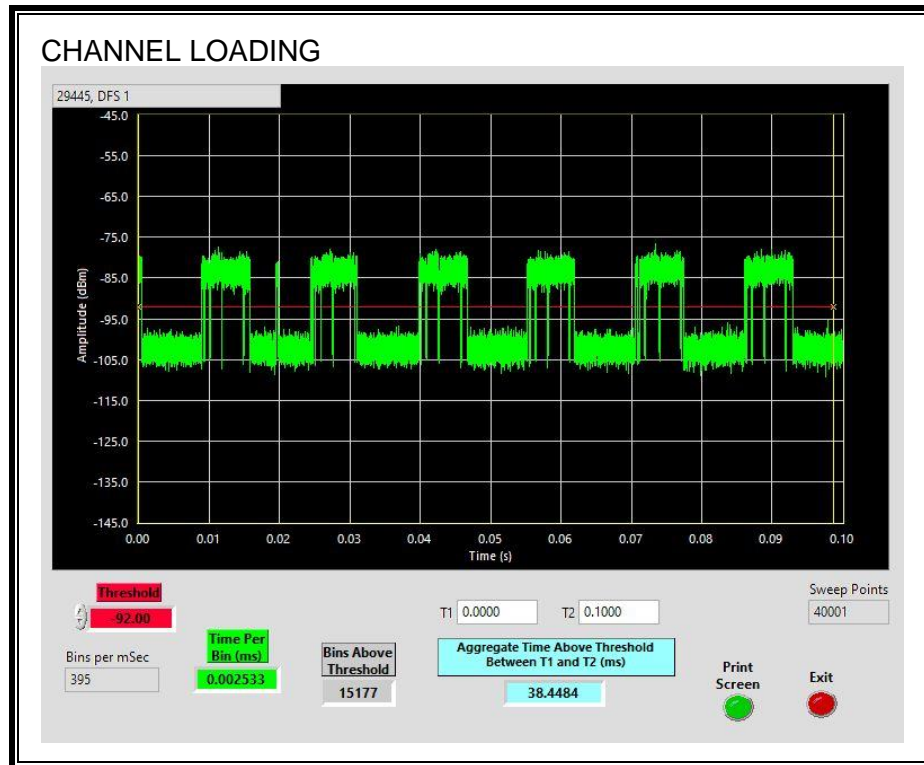 CHANNEL LOADING
29445, DFS 1
-45.0
-55.0
-65.0
-75.0
-85.0
-95.0
-105.0
-115.0
-125.0
-135.0
-145.0
Amplitude (dBm)
0.00 0.01 0.02 0.03 0.04 0.05 0.06 0.07 0.08 0.09 0.10
Time (s)
Threshold
-92.00
Bins per mSec
395
Time Per
Bin (ms)
0.002533
Bins Above
Threshold
15177
T1 0.0000 T2 0.1000
Aggregate Time Above Threshold
Between T1 and T2 (ms)
38.4484
Sweep Points
40001
Print
Screen
Exit